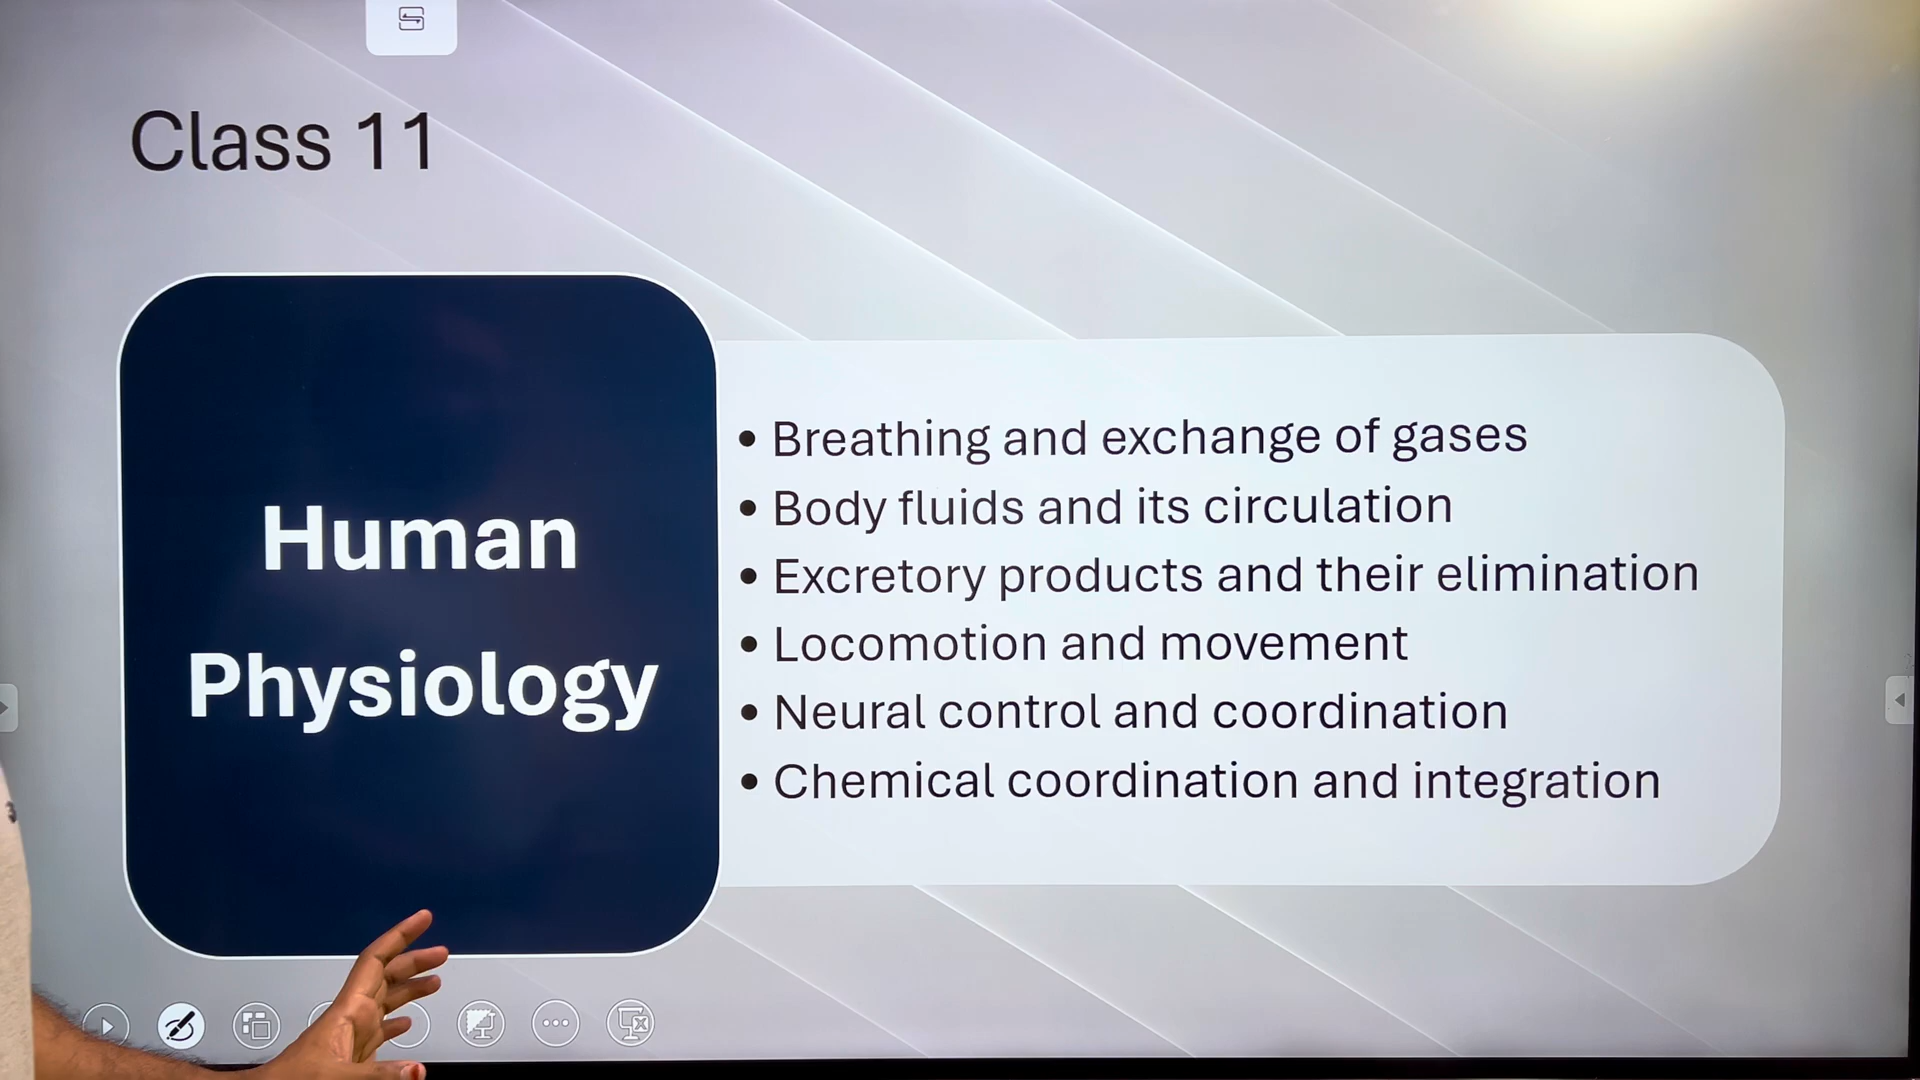 Class 11
Human
Physiology
• Breathing and exchange of gases
• Body fluids and its circulation
• Excretory products and their elimination
• Locomotion and movement
• Neural control and coordination
• Chemical coordination and integration